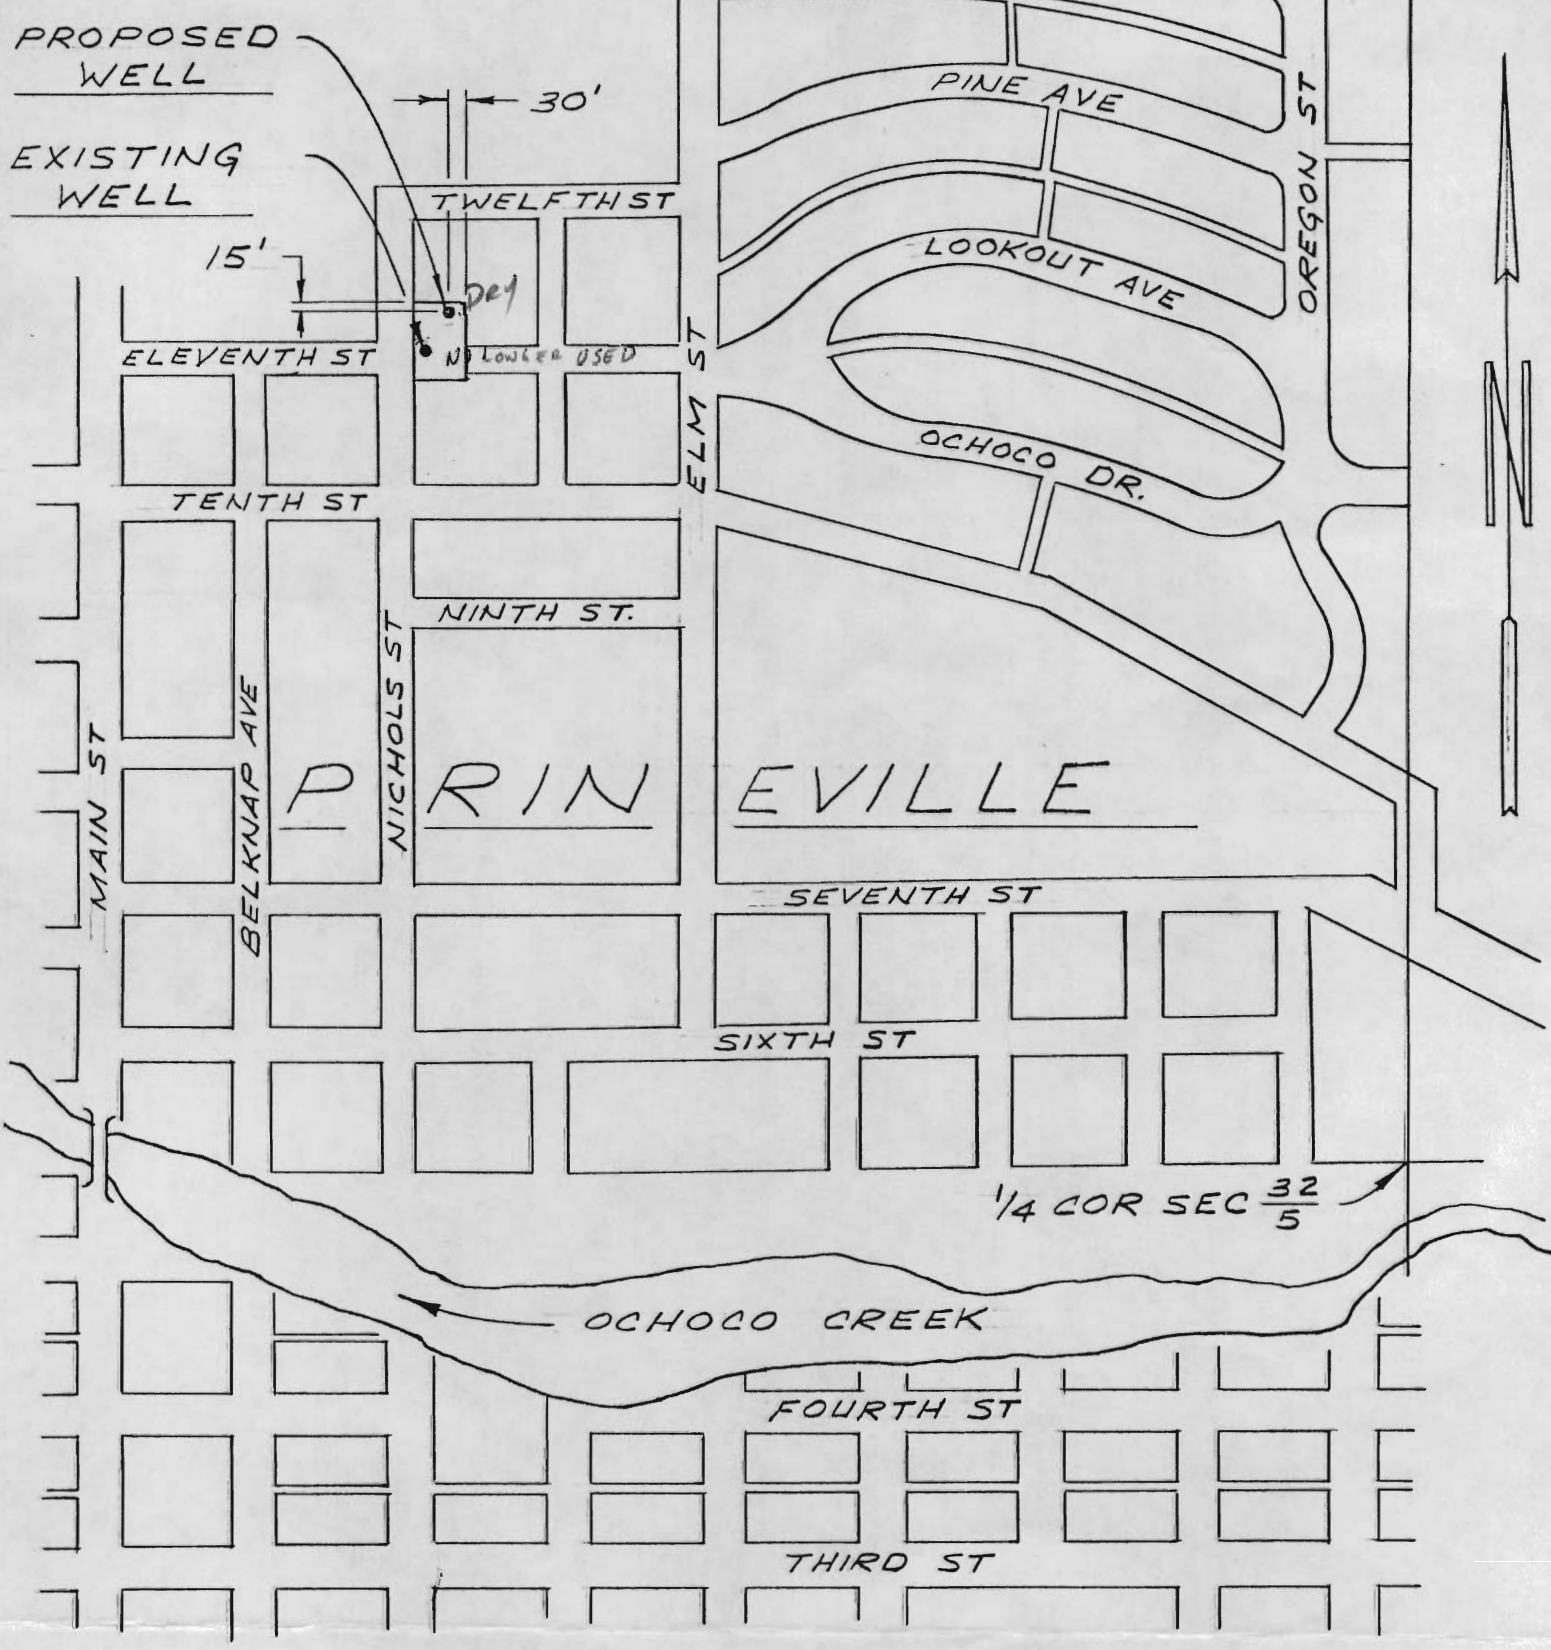 PROPOSED
WELL
30'
EXISTING
WELL
15'
TWELFTH ST
DRY
ELEVENTH ST
NO LONGER USED
PINE AVE
OREGON ST
LOOKOUT AVE
ELM ST
OCHOCO DR.
N
TENTH ST
NINTH ST.
NICHOLS ST
BELKNAP AVE
MAIN ST
PRINEVILLE
SEVENTH ST
SIXTH ST
1/4 COR SEC 32/5
OCHOCO CREEK
FOURTH ST
THIRD ST